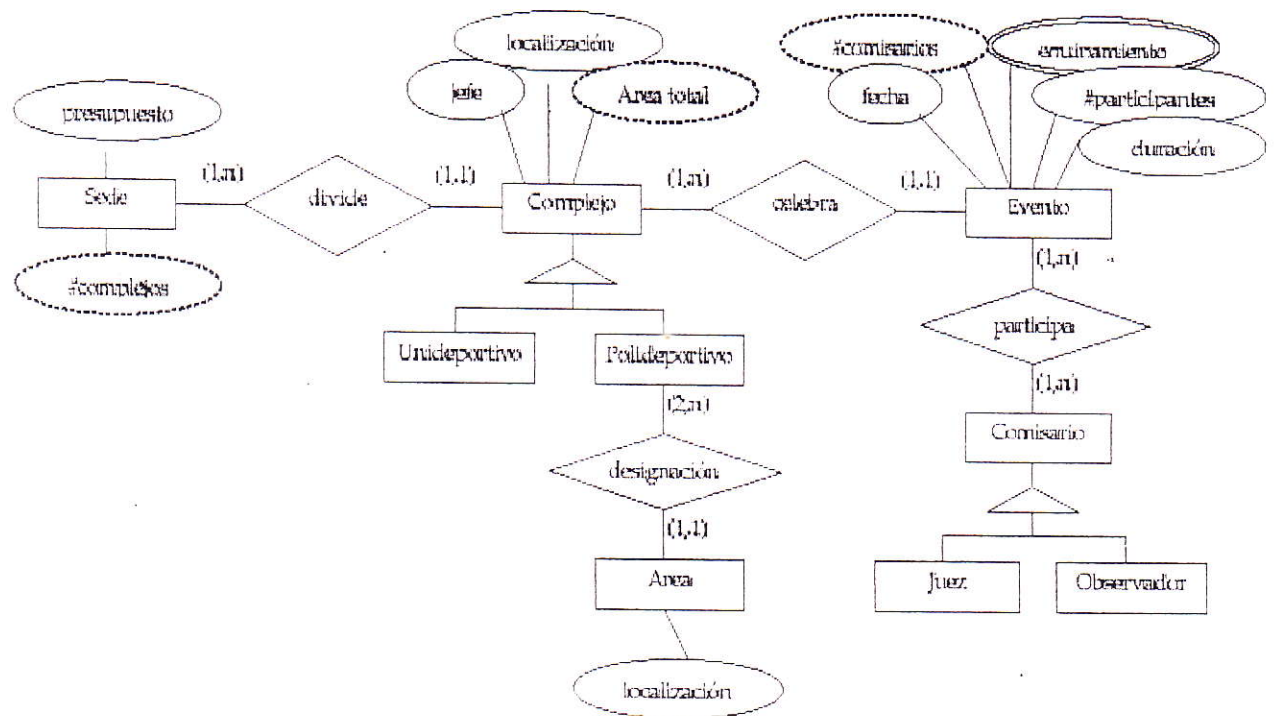 localización
#comisarios
equipamiento
jefe
Area total
fecha
#participantes
presupuesto
duración
(1,n)
(1,1)
(1,n)
(1,1)
Sede
divide
Complejo
celebra
Evento
#complejos
(1,n)
Unideportivo
Polideportivo
participa
(2,n)
(1,n)
Comisario
designación
(1,1)
Area
Juez
Observador
localización